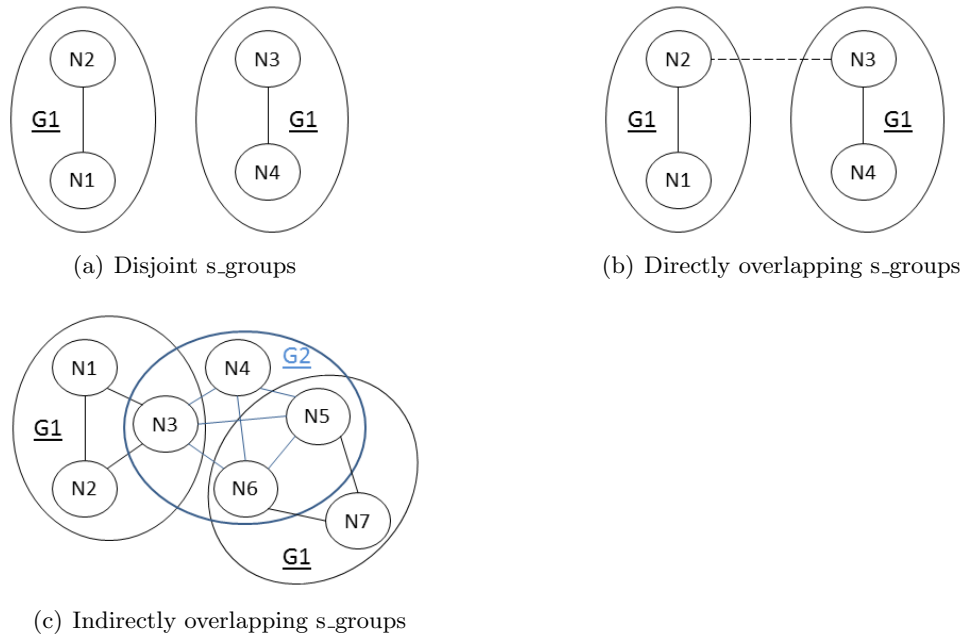 N2
G1
N1
N3
G1
N4
(a) Disjoint s_groups
N2
G1
N1
N3
G1
N4
(b) Directly overlapping s_groups
N1
G1
N2
N3
G2
N4
N5
N6
N7
G1
(c) Indirectly overlapping s_groups